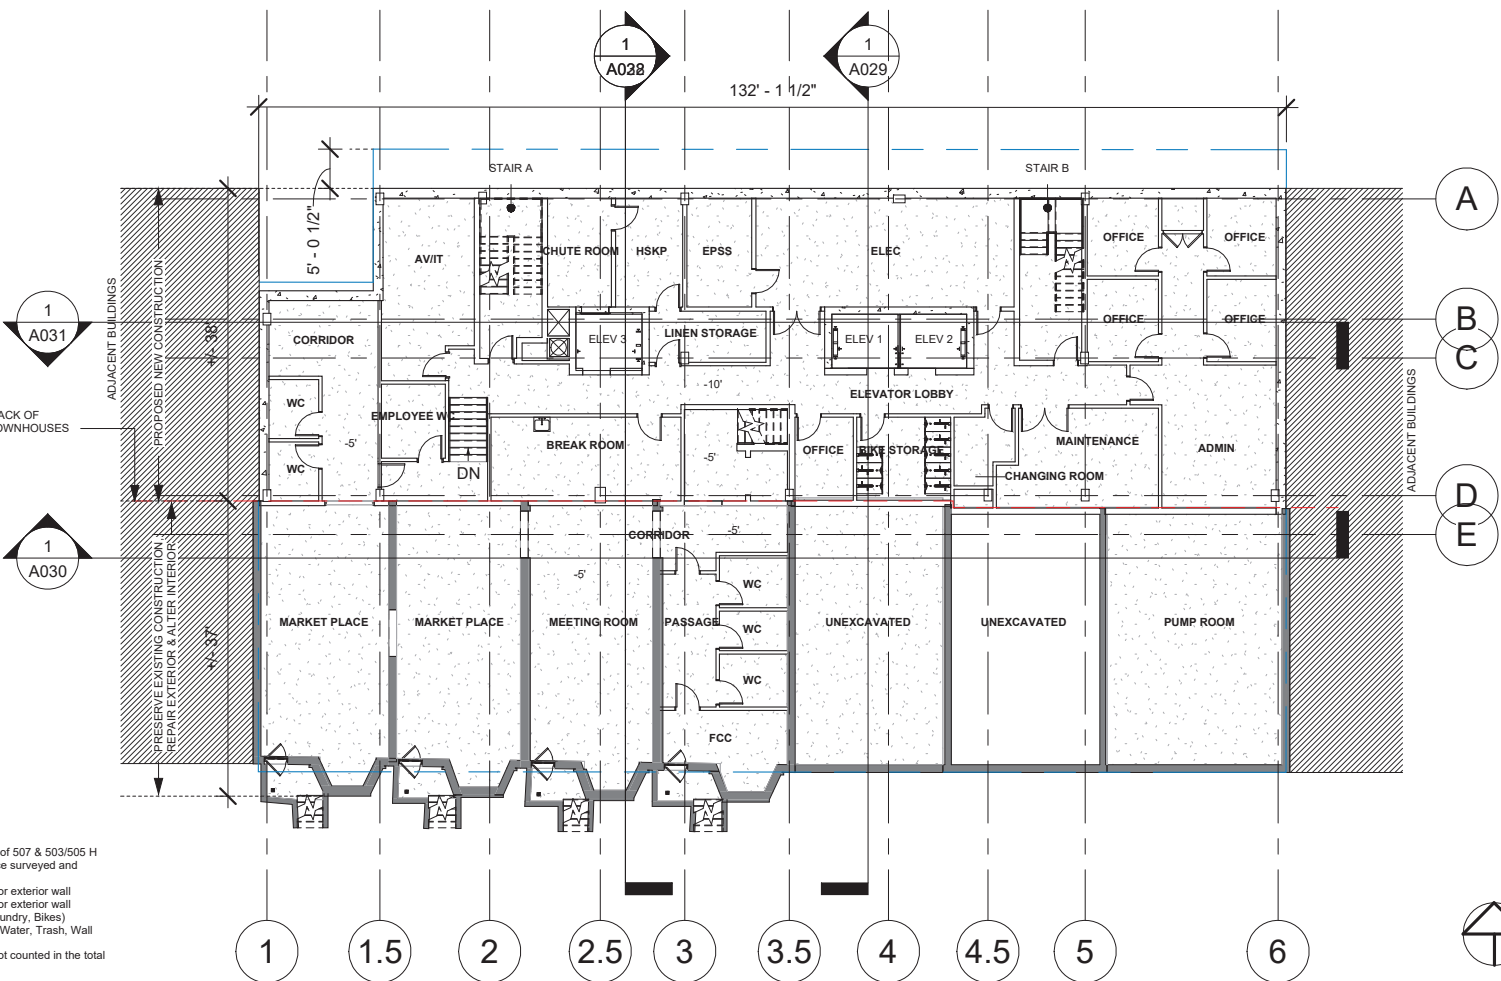 1
A028
1
A029
132' - 1 1/2"
STAIR A
STAIR B
A
5' - 0 1/2"
CHUTE ROOM
HSKP
EPSS
ELEC
OFFICE
OFFICE
AV/IT
ADJACENT BUILDINGS
PROPOSED NEW CONSTRUCTION
+/- 38'
1
A031
CORRIDOR
ELEV 3
LINEN STORAGE
ELEV 1
ELEV 2
OFFICE
OFFICE
B
C
-10'
ELEVATOR LOBBY
ADJACENT BUILDINGS
WC
EMPLOYEE W
ACK OF
OWNHOUSES
-5'
BREAK ROOM
-5'
OFFICE
BIKE STORAGE
MAINTENANCE
ADMIN
WC
DN
CHANGING ROOM
D
1
A030
CORRIDOR
-5'
E
-5'
WC
PRESERVE EXISTING CONSTRUCTION
REPAIR EXTERIOR & ALTER INTERIOR
+/- 37'
MARKET PLACE
MARKET PLACE
MEETING ROOM
PASSAGE
WC
UNEXCAVATED
UNEXCAVATED
PUMP ROOM
WC
FCC
of 507 & 503/505 H
ce surveyed and
or exterior wall
or exterior wall
undry, Bikes)
Water, Trash, Wall
ot counted in the total
1
1.5
2
2.5
3
3.5
4
4.5
5
6